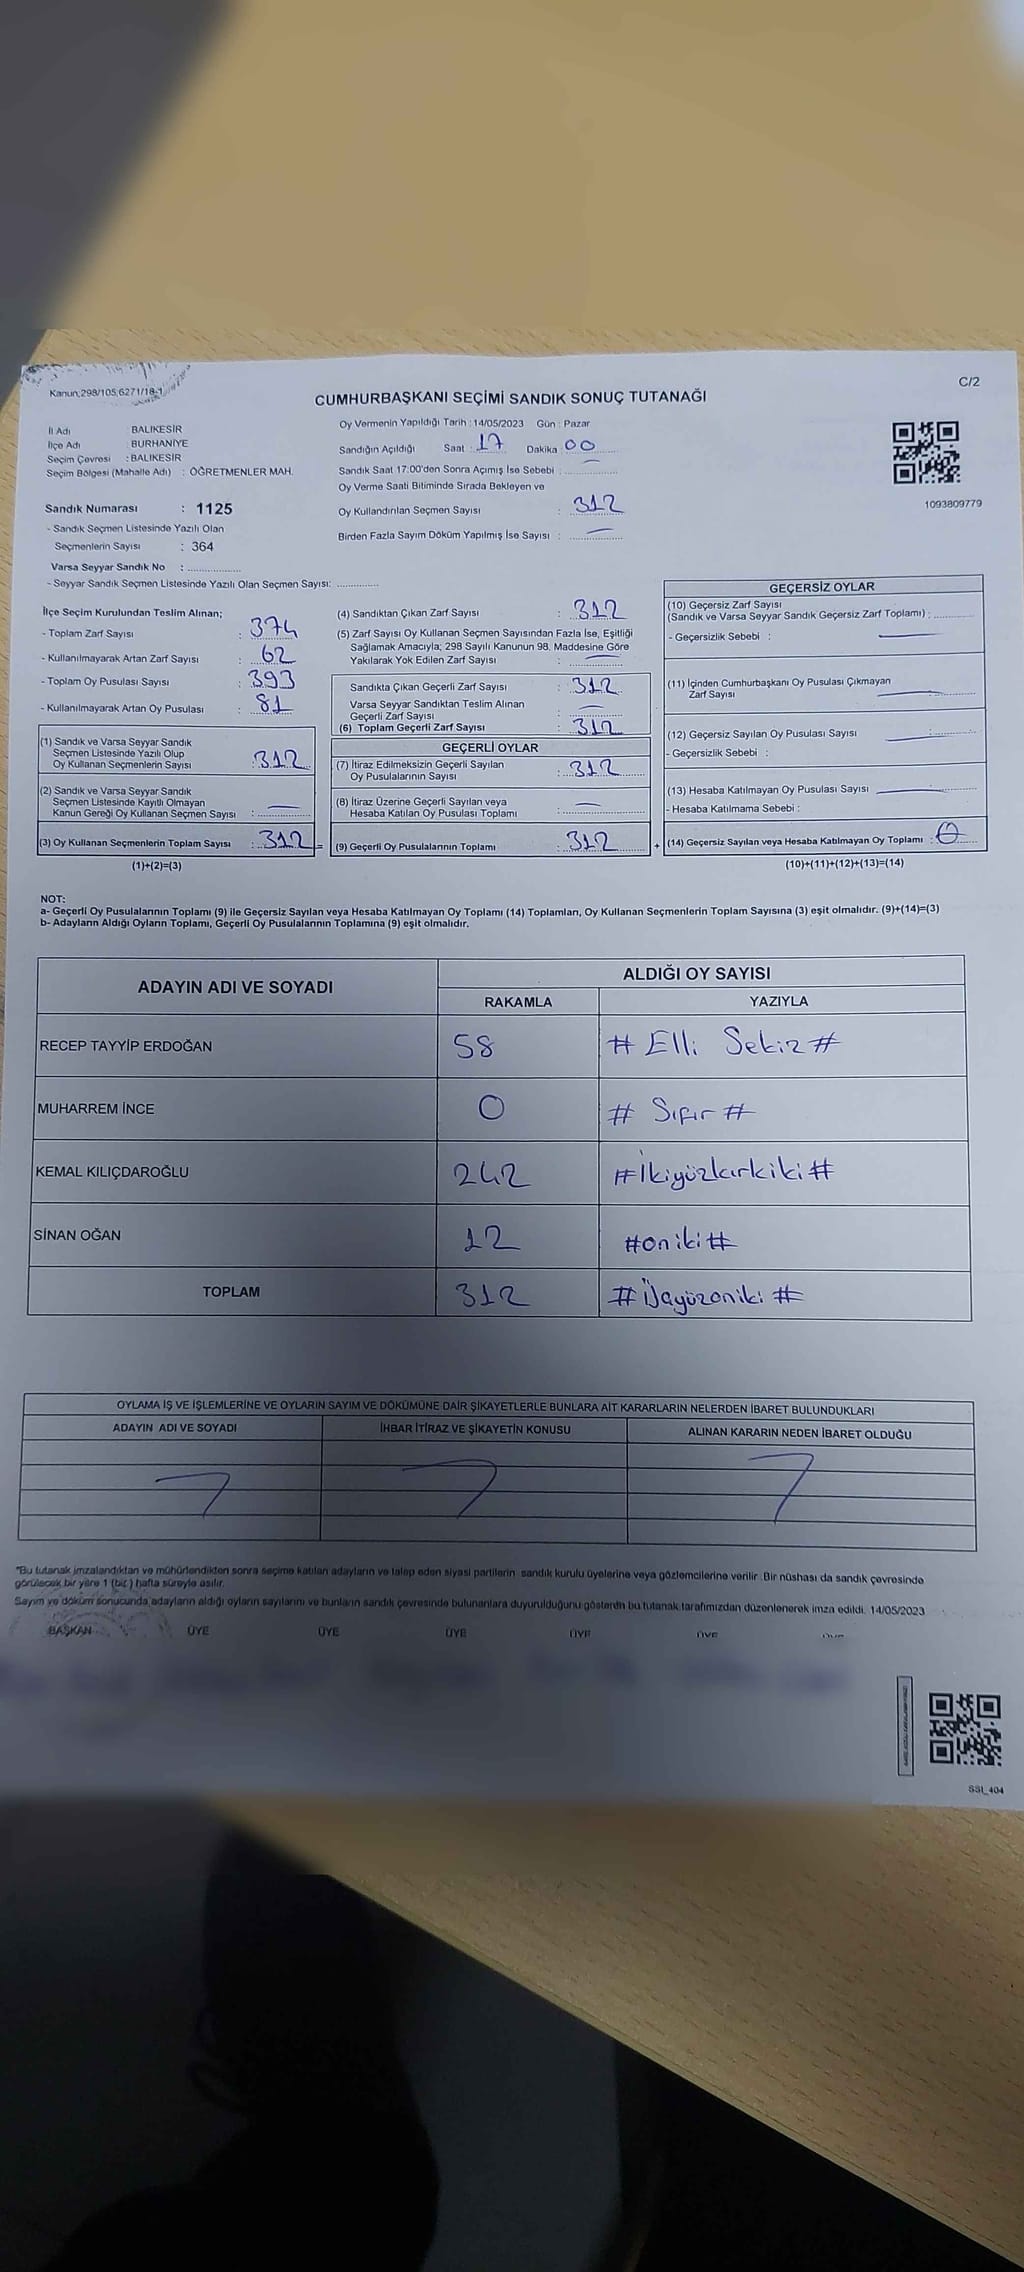 Kanun;298/105;6271/18-1
C/2
CUMHURBAŞKANI SEÇİMİ SANDIK SONUÇ TUTANAĞI
İl Adı BALIKESİR
İlçe Adı : BURHANİYE
Seçim Çevresi : BALIKESİR
Seçim Bölgesi (Mahalle Adı) : ÖĞRETMENLER MAH.
Oy Vermenin Yapıldığı Tarih : 14/05/2023 Gün : Pazar
Sandığın Açıldığı Saat : 17 Dakika 00
Sandık Saat 17:00'den Sonra Açımış İse Sebebi :
Oy Verme Saati Bitiminde Sırada Bekleyen ve
Oy Kullandırılan Seçmen Sayısı : 312
Birden Fazla Sayım Döküm Yapılmış İse Sayısı :
1093809779
Sandık Numarası : 1125
- Sandık Seçmen Listesinde Yazılı Olan
Seçmenlerin Sayısı : 364
Varsa Seyyar Sandık No :
- Seyyar Sandık Seçmen Listesinde Yazılı Olan Seçmen Sayısı:
İlçe Seçim Kurulundan Teslim Alınan;
- Toplam Zarf Sayısı : 374
- Kullanılmayarak Artan Zarf Sayısı : 62
- Toplam Oy Pusulası Sayısı : 393
- Kullanılmayarak Artan Oy Pusulası : 81
(1) Sandık ve Varsa Seyyar Sandık
Seçmen Listesinde Yazılı Olup
Oy Kullanan Seçmenlerin Sayısı : 312
(2) Sandık ve Varsa Seyyar Sandık
Seçmen Listesinde Kayıtlı Olmayan
Kanun Gereği Oy Kullanan Seçmen Sayısı :
(3) Oy Kullanan Seçmenlerin Toplam Sayısı : 312 =
(1)+(2)=(3)
(4) Sandıktan Çıkan Zarf Sayısı : 312
(5) Zarf Sayısı Oy Kullanan Seçmen Sayısından Fazla İse, Eşitliği
Sağlamak Amacıyla; 298 Sayılı Kanunun 98. Maddesine Göre
Yakılarak Yok Edilen Zarf Sayısı :
Sandıkta Çıkan Geçerli Zarf Sayısı : 312
Varsa Seyyar Sandıktan Teslim Alınan
Geçerli Zarf Sayısı :
(6) Toplam Geçerli Zarf Sayısı : 312
GEÇERLİ OYLAR
(7) İtiraz Edilmeksizin Geçerli Sayılan
Oy Pusulalarının Sayısı : 312
(8) İtiraz Üzerine Geçerli Sayılan veya
Hesaba Katılan Oy Pusulası Toplamı :
(9) Geçerli Oy Pusulalarının Toplamı : 312 +
GEÇERSİZ OYLAR
(10) Geçersiz Zarf Sayısı
(Sandık ve Varsa Seyyar Sandık Geçersiz Zarf Toplamı) :
- Geçersizlik Sebebi :
(11) İçinden Cumhurbaşkanı Oy Pusulası Çıkmayan
Zarf Sayısı :
(12) Geçersiz Sayılan Oy Pusulası Sayısı :
- Geçersizlik Sebebi :
(13) Hesaba Katılmayan Oy Pusulası Sayısı :
- Hesaba Katılmama Sebebi :
(14) Geçersiz Sayılan veya Hesaba Katılmayan Oy Toplamı : 0
(10)+(11)+(12)+(13)=(14)
NOT:
a- Geçerli Oy Pusulalarının Toplamı (9) ile Geçersiz Sayılan veya Hesaba Katılmayan Oy Toplamı (14) Toplamları, Oy Kullanan Seçmenlerin Toplam Sayısına (3) eşit olmalıdır. (9)+(14)=(3)
b- Adayların Aldığı Oyların Toplamı, Geçerli Oy Pusulalarının Toplamına (9) eşit olmalıdır.
ADAYIN ADI VE SOYADI ALDIĞI OY SAYISI
RAKAMLA YAZIYLA
RECEP TAYYİP ERDOĞAN 58 # Elli Sekiz #
MUHARREM İNCE 0 # Sıfır #
KEMAL KILIÇDAROĞLU 242 #İkiyüzkırkiki #
SİNAN OĞAN 12 #oniki#
TOPLAM 312 #Üçyüzoniki #
OYLAMA İŞ VE İŞLEMLERİNE VE OYLARIN SAYIM VE DÖKÜMÜNE DAİR ŞİKAYETLERLE BUNLARA AİT KARARLARIN NELERDEN İBARET BULUNDUKLARI
ADAYIN ADI VE SOYADI İHBAR İTİRAZ VE ŞİKAYETİN KONUSU ALINAN KARARIN NEDEN İBARET OLDUĞU
*Bu tutanak imzalandıktan ve mühürlendikten sonra seçime katılan adayların ve talep eden siyasi partilerin sandık kurulu üyelerine veya gözlemcilerine verilir. Bir nüshası da sandık çevresinde
görülecek bir yere 1 (bir) hafta süreyle asılır.
Sayım ve döküm sonucunda adayların aldığı oyların sayılarını ve bunların sandık çevresinde bulunanlara duyurulduğunu gösteren bu tutanak tarafımızdan düzenlenerek imza edildi. 14/05/2023
BAŞKAN ÜYE ÜYE ÜYE ÜYE ÜYE
SSI_404